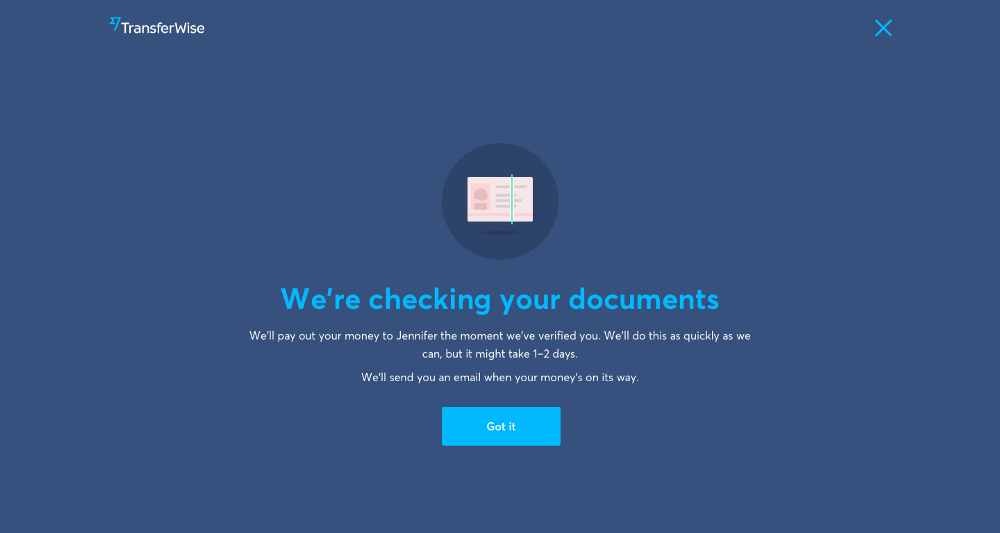 TransferWise
We're checking your documents
We'll pay out your money to Jennifer the moment we've verified you. We'll do this as quickly as we
can, but it might take 1–2 days.
We'll send you an email when your money's on its way.
Got it